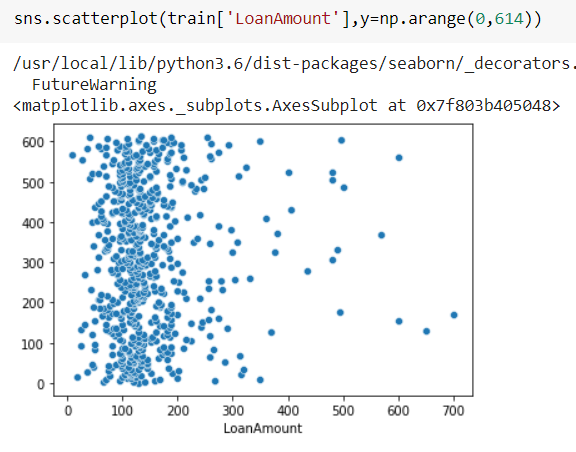 sns.scatterplot(train['LoanAmount'],y=np.arange(0,614))
/usr/local/lib/python3.6/dist-packages/seaborn/_decorators.
FutureWarning
<matplotlib.axes._subplots.AxesSubplot at 0x7f803b405048>
600
500
400
300
200
100
0
0 100 200 300 400 500 600 700
LoanAmount